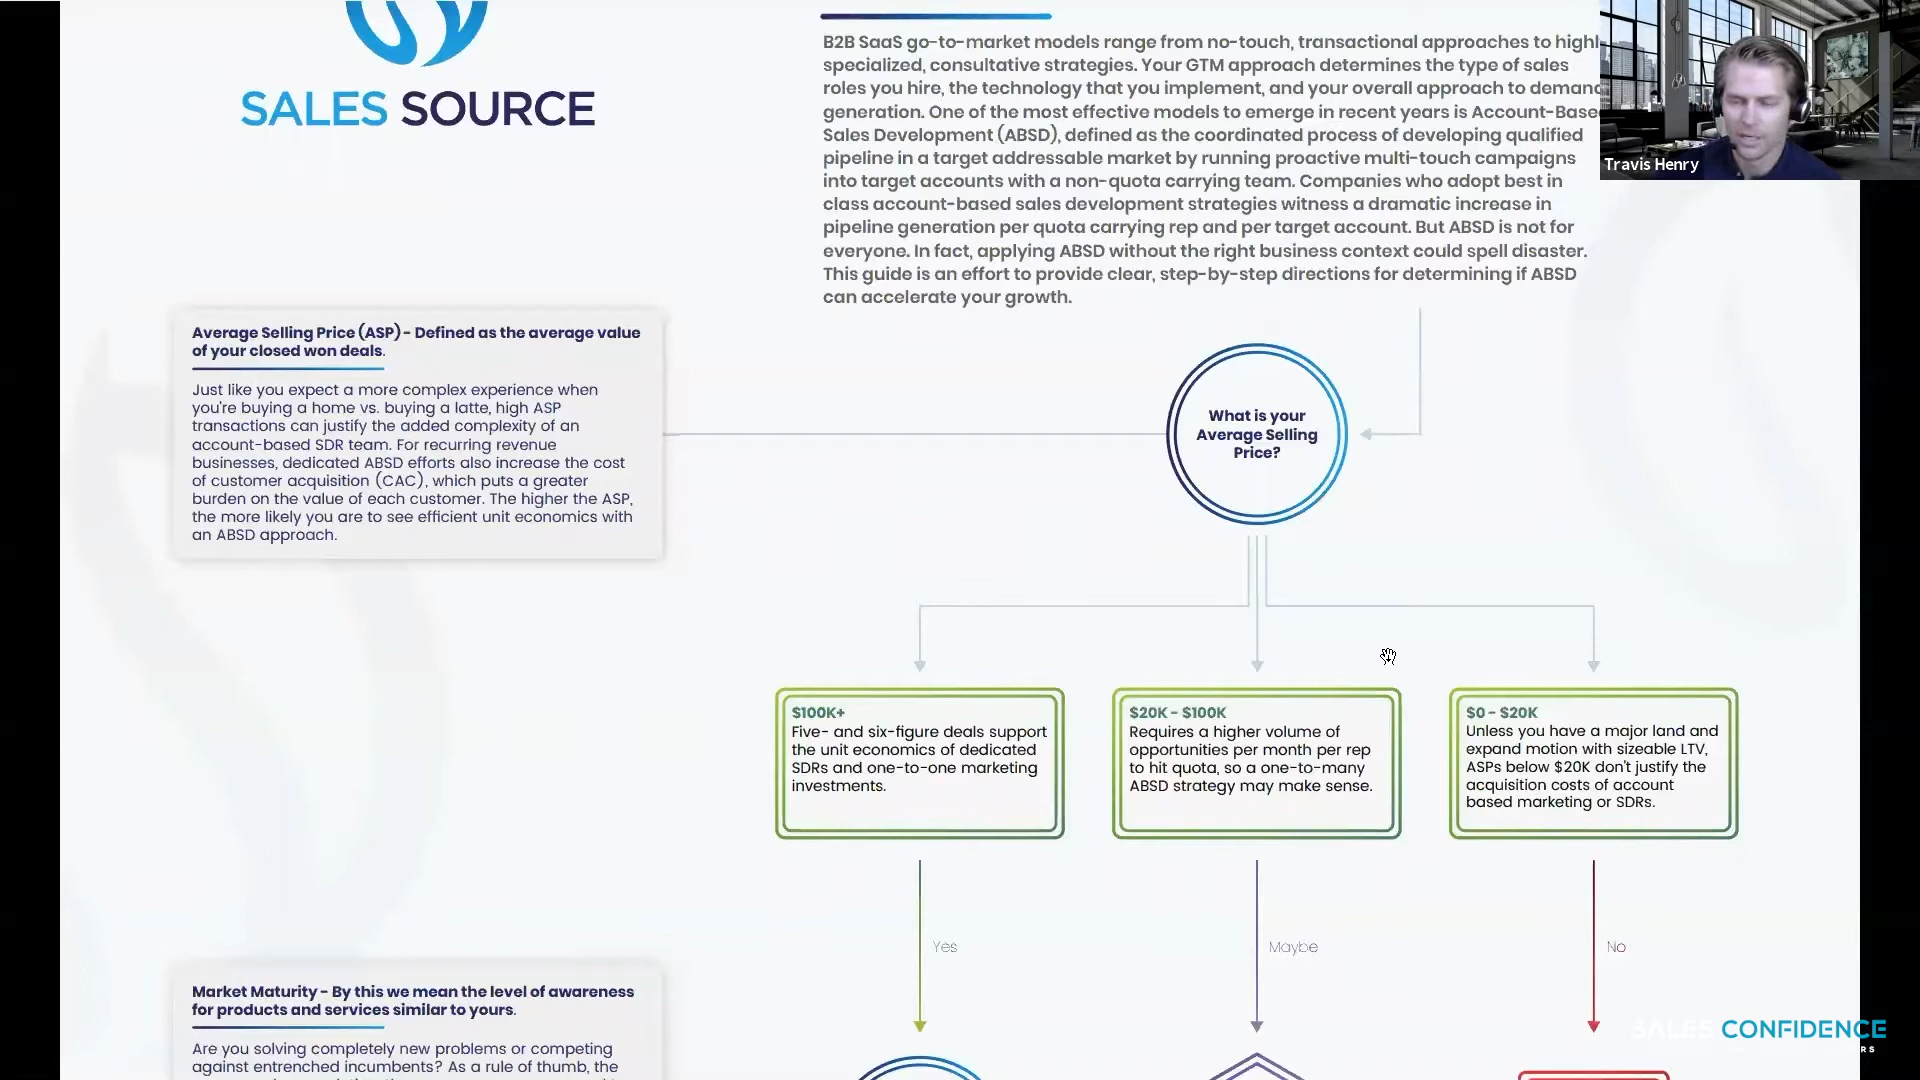 SALES SOURCE
B2B SaaS go-to-market models range from no-touch, transactional approaches to highl
specialized, consultative strategies. Your GTM approach determines the type of sales
roles you hire, the technology that you implement, and your overall approach to demand
generation. One of the most effective models to emerge in recent years is Account-Base
Sales Development (ABSD), defined as the coordinated process of developing qualified
pipeline in a target addressable market by running proactive multi-touch campaigns
into target accounts with a non-quota carrying team. Companies who adopt best in
class account-based sales development strategies witness a dramatic increase in
pipeline generation per quota carrying rep and per target account. But ABSD is not for
everyone. In fact, applying ABSD without the right business context could spell disaster.
This guide is an effort to provide clear, step-by-step directions for determining if ABSD
can accelerate your growth.
Travis Henry
Average Selling Price (ASP) - Defined as the average value
of your closed won deals.
Just like you expect a more complex experience when
you're buying a home vs. buying a latte, high ASP
transactions can justify the added complexity of an
account-based SDR team. For recurring revenue
businesses, dedicated ABSD efforts also increase the cost
of customer acquisition (CAC), which puts a greater
burden on the value of each customer. The higher the ASP,
the more likely you are to see efficient unit economics with
an ABSD approach.
What is your
Average Selling
Price?
$100K+
Five- and six-figure deals support
the unit economics of dedicated
SDRs and one-to-one marketing
investments.
$20K - $100K
Requires a higher volume of
opportunities per month per rep
to hit quota, so a one-to-many
ABSD strategy may make sense.
$0 - $20K
Unless you have a major land and
expand motion with sizeable LTV,
ASPs below $20K don't justify the
acquisition costs of account
based marketing or SDRs.
Yes
Maybe
No
Market Maturity - By this we mean the level of awareness
for products and services similar to yours.
Are you solving completely new problems or competing
against entrenched incumbents? As a rule of thumb, the
SALES CONFIDENCE